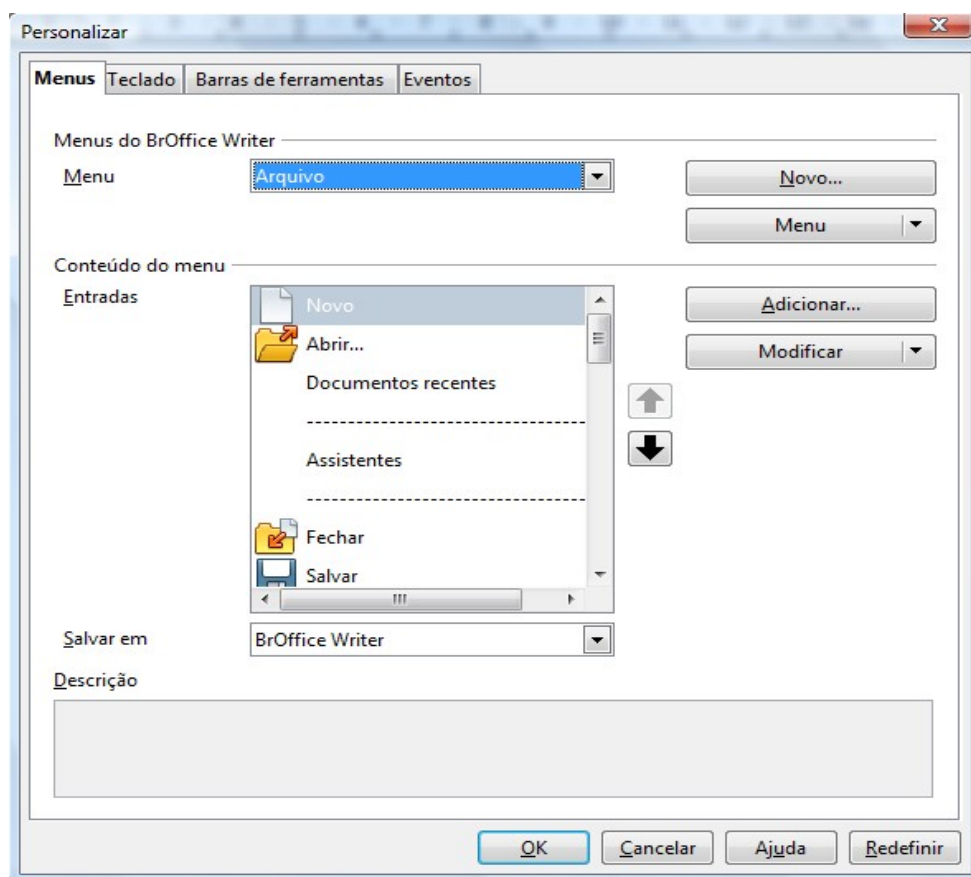 Personalizar
Menus Teclado Barras de ferramentas Eventos
Menus do BrOffice Writer
Menu Arquivo Novo...
Menu
Conteúdo do menu
Entradas Novo Adicionar...
Abrir... Modificar
Documentos recentes
Assistentes
Fechar
Salvar
Salvar em BrOffice Writer
Descrição
OK Cancelar Ajuda Redefinir